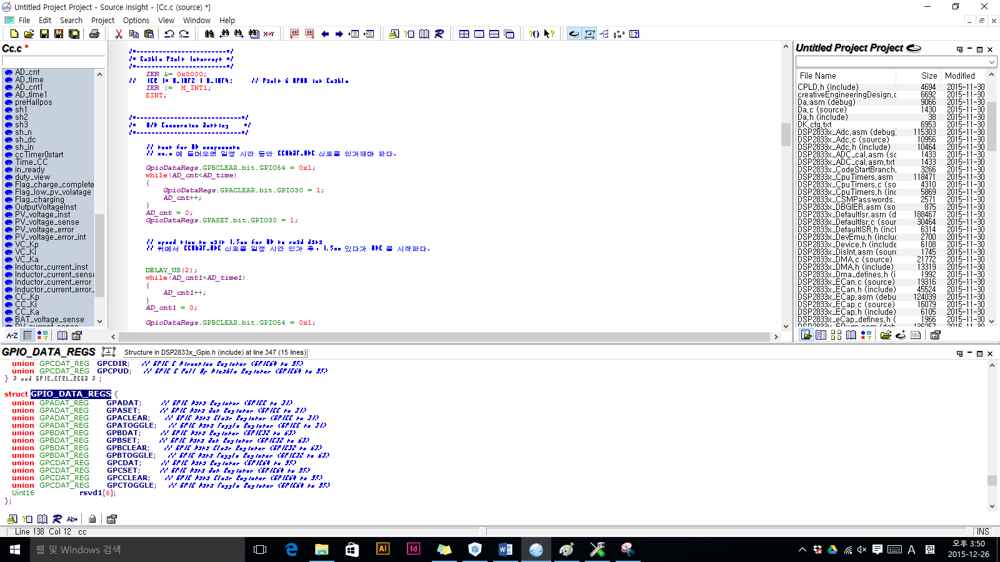 Untitled Project Project - Source Insight - [Cc.c (source) *]
File Edit Search Project Options View Window Help
Cc.c *
AD_cnt
AD_time
AD_cnt1
AD_time1
preHallpos
sh1
sh2
sh3
sh_n
sh_dc
sh_in
ccTimer0start
Time_CC
in_ready
duty_view
Flag_charge_complete
Flag_low_pv_volatage
Flag_charging
OutputVoltageInst
PV_voltage_inst
PV_voltage_sense
PV_voltage_error
PV_voltage_error_int
VC_Kp
VC_Ki
VC_Ka
Inductor_current_inst
Inductor_current_sense
Inductor_current_error
Inductor_current_error_
CC_Kp
CC_Ki
CC_Ka
BAT_voltage_sense
A-Z
/* Enable Fault Interrupt */
IER &= 0x0000;
IER |= M_INT1;
EINT;
/* A/D Conversion Setting */
// test for AD components
에 들어오면 일정 시간 동안 신호를 인가해야 한다.
GpioDataRegs.GPBCLEAR.bit.GPIO54 = 0x1;
while(AD_cnt<AD_time)
{
GpioDataRegs.GPACLEAR.bit.GPIO30 = 1;
AD_cnt++;
}
AD_cnt = 0;
GpioDataRegs.GPASET.bit.GPIO30 = 1;
// spend time to wait 1.5us for AD to read data
// 뒤에서 신호를 일정 시간 인가 후, 1.5us 있다가 를 시작한다.
DELAY_US(2);
while(AD_cnt1<AD_time1)
{
AD_cnt1++;
}
AD_cnt1 = 0;
GpioDataRegs.GPBCLEAR.bit.GPIO54 = 0x1;
Untitled Project Project
File Name Size Modified
CPLD.h (include) 4694 2015-11-30
creativeEngineeringDesign.c 6692 2015-11-30
Da.asm (debug) 9066 2015-11-30
Da.c (source) 1430 2015-11-30
Da.h (include) 38 2015-11-30
DK.cfg.txt 6953 2015-11-30
DSP2833x_Adc.asm (debug) 115303 2015-11-30
DSP2833x_Adc.c (source) 10956 2015-11-30
DSP2833x_Adc.h (include) 10464 2015-11-30
DSP2833x_ADC_cal.asm (sc 1433 2015-11-30
DSP2833x_ADC_cal.asm.txt 1433 2015-11-30
DSP2833x_CodeStartBranch. 3266 2015-11-30
DSP2833x_CpuTimers.asm 118471 2015-11-30
DSP2833x_CpuTimers.c (so 4310 2015-11-30
DSP2833x_CpuTimers.h (inc 5869 2015-11-30
DSP2833x_CSMPasswords. 2571 2015-11-30
DSP2833x_DBGIER.asm (so 875 2015-11-30
DSP2833x_DefaultIsr.asm (d 188467 2015-11-30
DSP2833x_DefaultIsr.c (sour 30464 2015-11-30
DSP2833x_DefaultISR.h (incl 6314 2015-11-30
DSP2833x_DevEmu.h (includ 2700 2015-11-30
DSP2833x_Device.h (include 6108 2015-11-30
DSP2833x_DisInt.asm (sourc 1745 2015-11-30
DSP2833x_DMA.c (source) 21772 2015-11-30
DSP2833x_DMA.h (include) 13319 2015-11-30
DSP2833x_Dma_defines.h (i 1992 2015-11-30
DSP2833x_ECan.c (source) 19316 2015-11-30
DSP2833x_ECan.h (include) 45524 2015-11-30
DSP2833x_ECap.asm (debu 124039 2015-11-30
DSP2833x_ECap.c (source) 16079 2015-11-30
DSP2833x_ECap.h (include) 6105 2015-11-30
DSP2833x_eCap_defines.h (i 1966 2015-11-30
GPIO_DATA_REGS Structure in DSP2833x_Gpio.h (include) at line 347 (15 lines)
union GPCDAT_REG GPCDIR; // GPIO C Direction Register (GPIO64 to 95)
union GPCDAT_REG GPCPUD; // GPIO C Pull Up Disable Register (GPIO64 to 95)
} ;
struct GPIO_DATA_REGS {
union GPADAT_REG GPADAT; // GPIO Data Register (GPIO0 to 31)
union GPADAT_REG GPASET; // GPIO Data Set Register (GPIO0 to 31)
union GPADAT_REG GPACLEAR; // GPIO Data Clear Register (GPIO0 to 31)
union GPADAT_REG GPATOGGLE; // GPIO Data Toggle Register (GPIO0 to 31)
union GPBDAT_REG GPBDAT; // GPIO Data Register (GPIO32 to 63)
union GPBDAT_REG GPBSET; // GPIO Data Set Register (GPIO32 to 63)
union GPBDAT_REG GPBCLEAR; // GPIO Data Clear Register (GPIO32 to 63)
union GPBDAT_REG GPBTOGGLE; // GPIO Data Toggle Register (GPIO32 to 63)
union GPCDAT_REG GPCDAT; // GPIO Data Register (GPIO64 to 95)
union GPCDAT_REG GPCSET; // GPIO Data Set Register (GPIO64 to 95)
union GPCDAT_REG GPCCLEAR; // GPIO Data Clear Register (GPIO64 to 95)
union GPCDAT_REG GPCTOGGLE; // GPIO Data Toggle Register (GPIO64 to 95)
Uint16 rsvd1[8];
};
Line 138 Col 12 cc
INS
웹 및 Windows 검색
Ai
Id
A
오후 3:50
2015-12-26